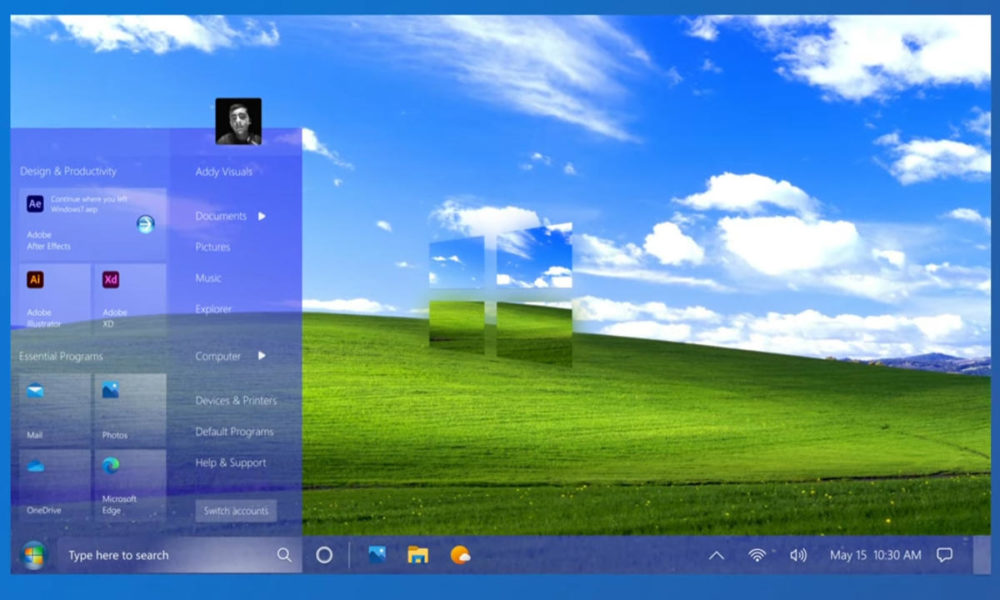 Design & Productivity
Ae
Continue where you left
Windows7.aep
Adobe
After Effects
Ai
Adobe
Illustrator
Xd
Adobe
XD
Essential Programs
Mail
Photos
OneDrive
Microsoft
Edge
Addy Visuals
Documents
Pictures
Music
Explorer
Computer
Devices & Printers
Default Programs
Help & Support
Switch accounts
Type here to search
May 15 10:30 AM